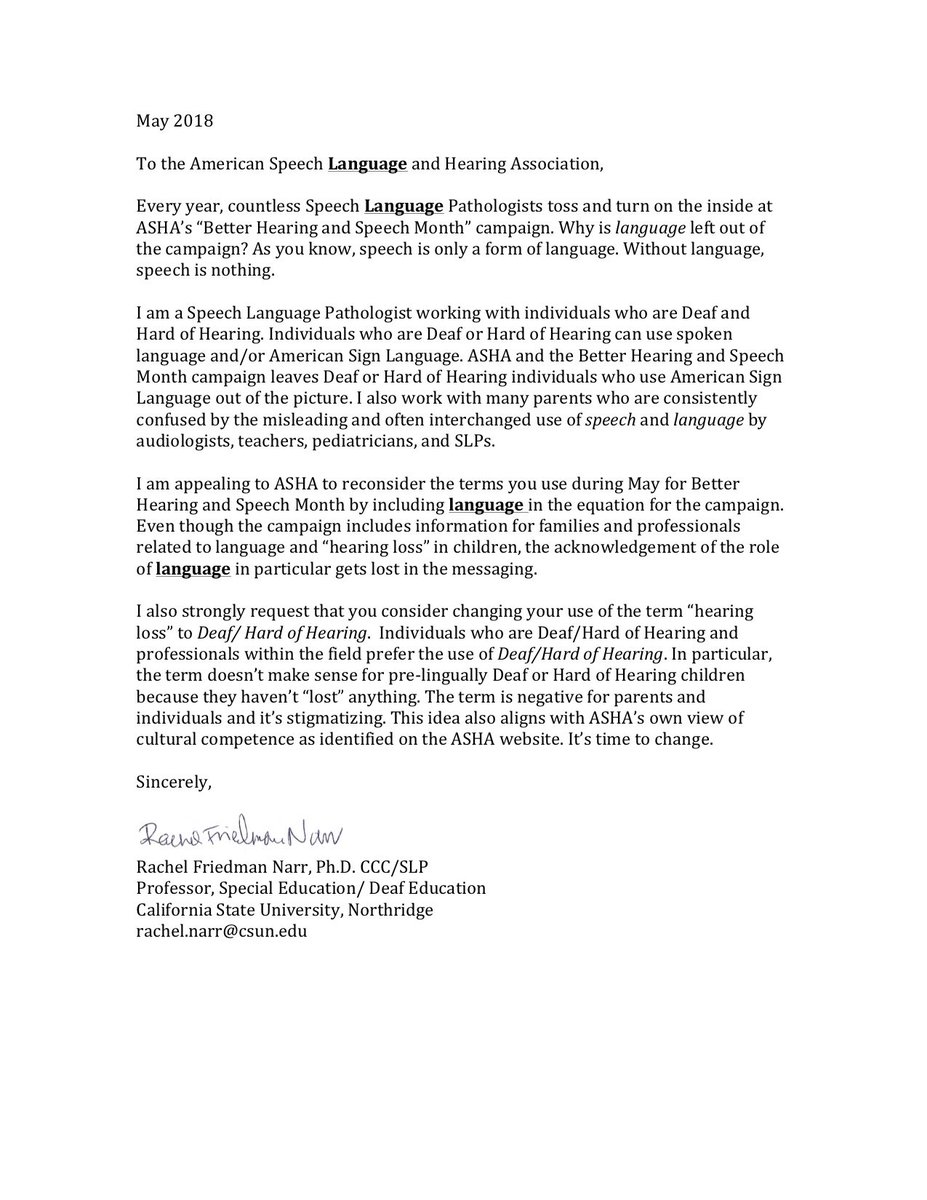 May 2018
To the American Speech Language and Hearing Association,
Every year, countless Speech Language Pathologists toss and turn on the inside at
ASHA’s “Better Hearing and Speech Month” campaign. Why is language left out of
the campaign? As you know, speech is only a form of language. Without language,
speech is nothing.
I am a Speech Language Pathologist working with individuals who are Deaf and
Hard of Hearing. Individuals who are Deaf or Hard of Hearing can use spoken
language and/or American Sign Language. ASHA and the Better Hearing and Speech
Month campaign leaves Deaf or Hard of Hearing individuals who use American Sign
Language out of the picture. I also work with many parents who are consistently
confused by the misleading and often interchanged use of speech and language by
audiologists, teachers, pediatricians, and SLPs.
I am appealing to ASHA to reconsider the terms you use during May for Better
Hearing and Speech Month by including language in the equation for the campaign.
Even though the campaign includes information for families and professionals
related to language and “hearing loss” in children, the acknowledgement of the role
of language in particular gets lost in the messaging.
I also strongly request that you consider changing your use of the term “hearing
loss” to Deaf/ Hard of Hearing.  Individuals who are Deaf/Hard of Hearing and
professionals within the field prefer the use of Deaf/Hard of Hearing. In particular,
the term doesn’t make sense for pre-lingually Deaf or Hard of Hearing children
because they haven’t “lost” anything. The term is negative for parents and
individuals and it’s stigmatizing. This idea also aligns with ASHA’s own view of
cultural competence as identified on the ASHA website. It’s time to change.
Sincerely,
Rachel Friedman Narr
Rachel Friedman Narr, Ph.D. CCC/SLP
Professor, Special Education/ Deaf Education
California State University, Northridge
rachel.narr@csun.edu